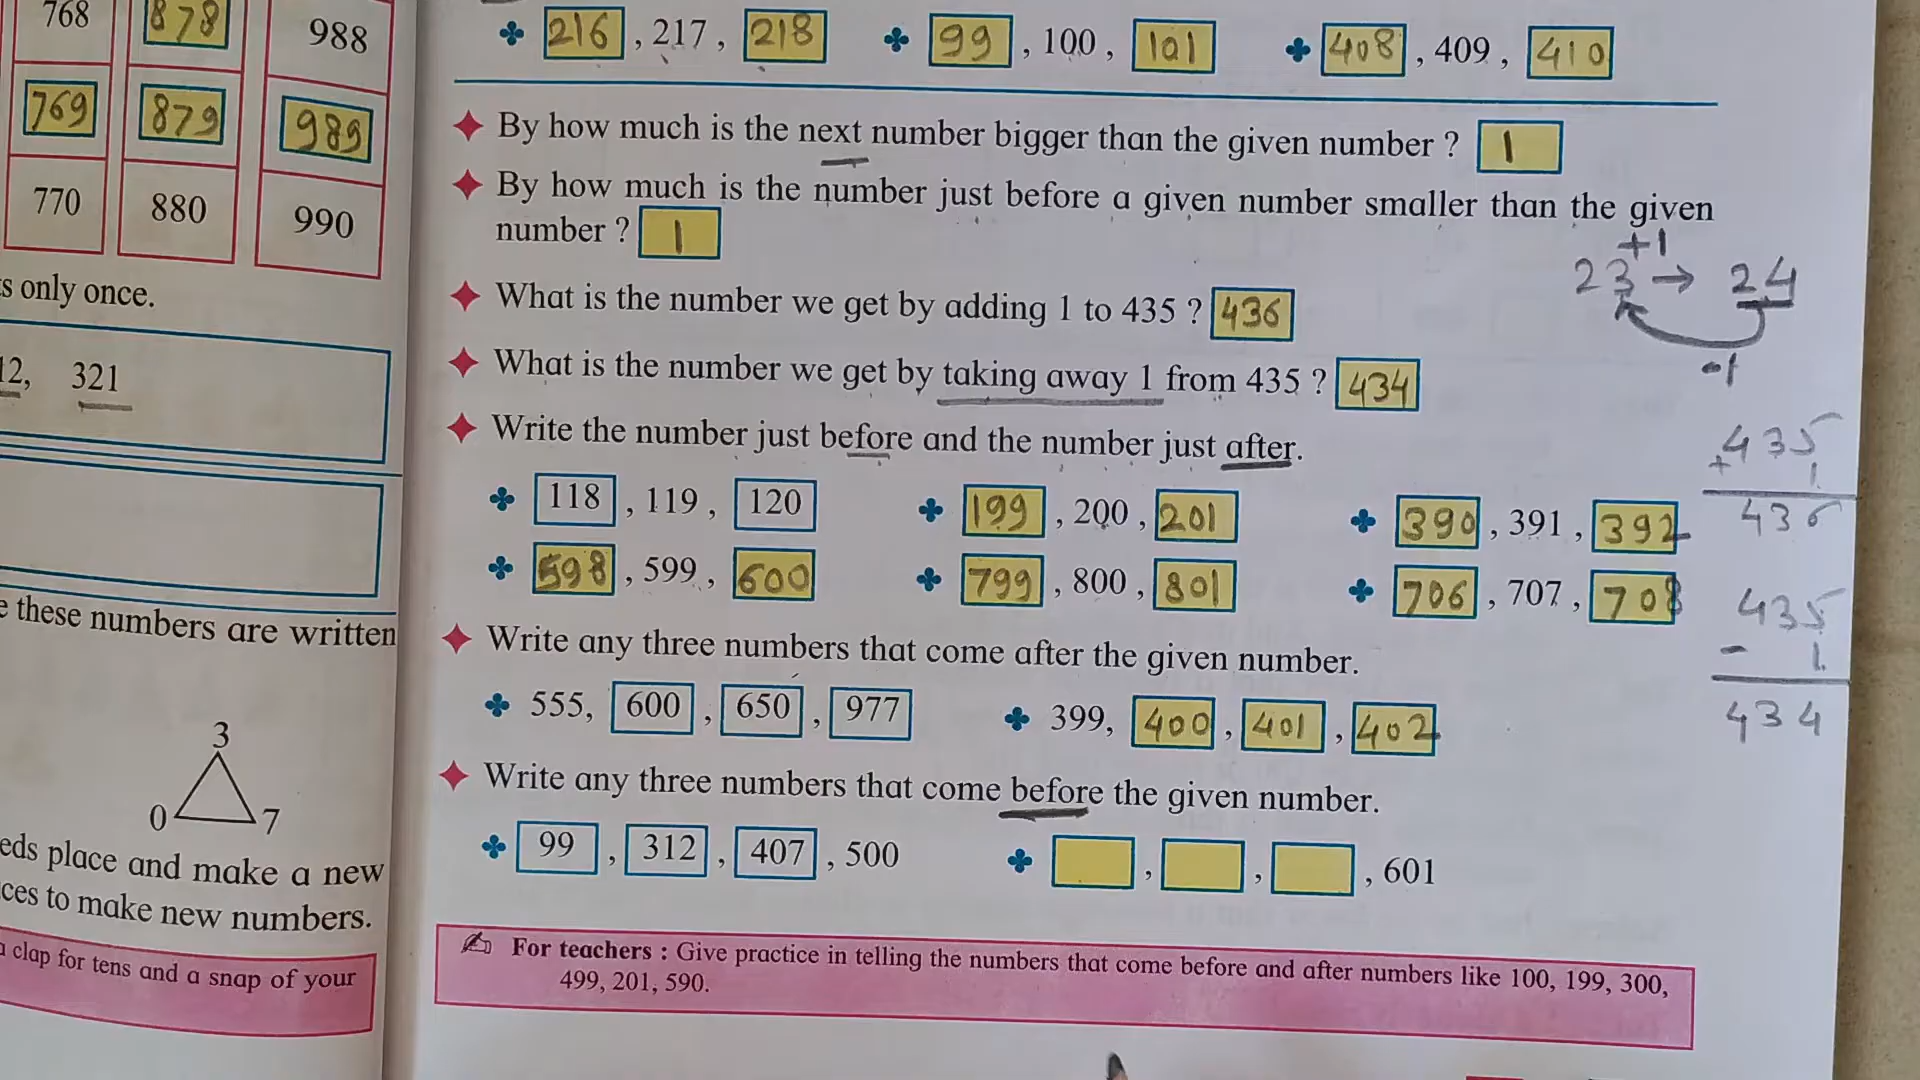 768 878 988
769 879 989
770 880 990
s only once.
12, 321
e these numbers are written
3
0 7
eds place and make a new
ces to make new numbers.
a clap for tens and a snap of your
216 , 217 , 218 99 , 100 , 101 408 , 409 , 410
By how much is the next number bigger than the given number ? 1
By how much is the number just before a given number smaller than the given
number ? 1
What is the number we get by adding 1 to 435 ? 436
What is the number we get by taking away 1 from 435 ? 434
Write the number just before and the number just after.
118 , 119 , 120 199 , 200 , 201 390 , 391 , 392
598 , 599 , 600 799 , 800 , 801 706 , 707 , 708
Write any three numbers that come after the given number.
555, 600 , 650 , 977 399, 400 , 401 , 402
Write any three numbers that come before the given number.
99 , 312 , 407 , 500 , , , 601
For teachers : Give practice in telling the numbers that come before and after numbers like 100, 199, 300,
499, 201, 590.
+1
23 → 24
-1
435
+ 1
436
435
- 1
434